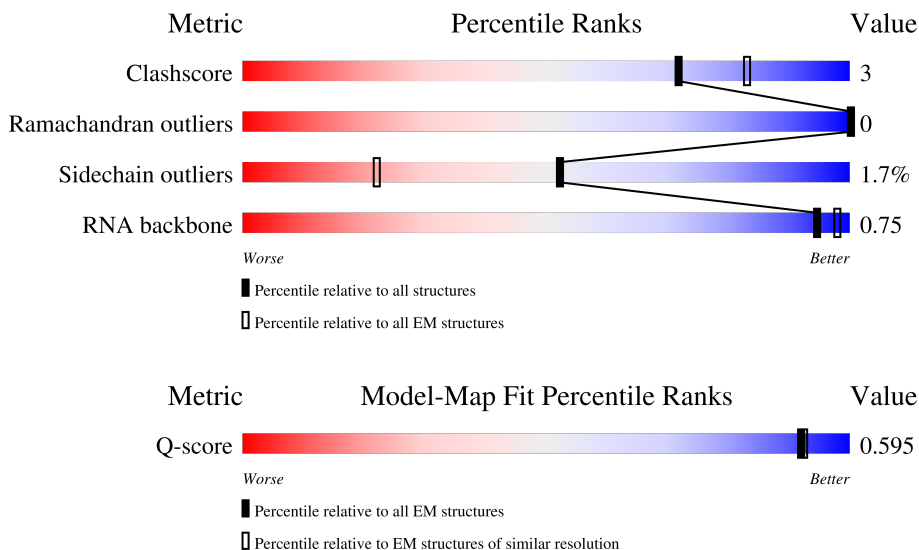 Metric Percentile Ranks Value
Clashscore 3
Ramachandran outliers 0
Sidechain outliers 1.7%
RNA backbone 0.75
Worse Better
Percentile relative to all structures
Percentile relative to all EM structures
Metric Model-Map Fit Percentile Ranks Value
Q-score 0.595
Worse Better
Percentile relative to all EM structures
Percentile relative to EM structures of similar resolution